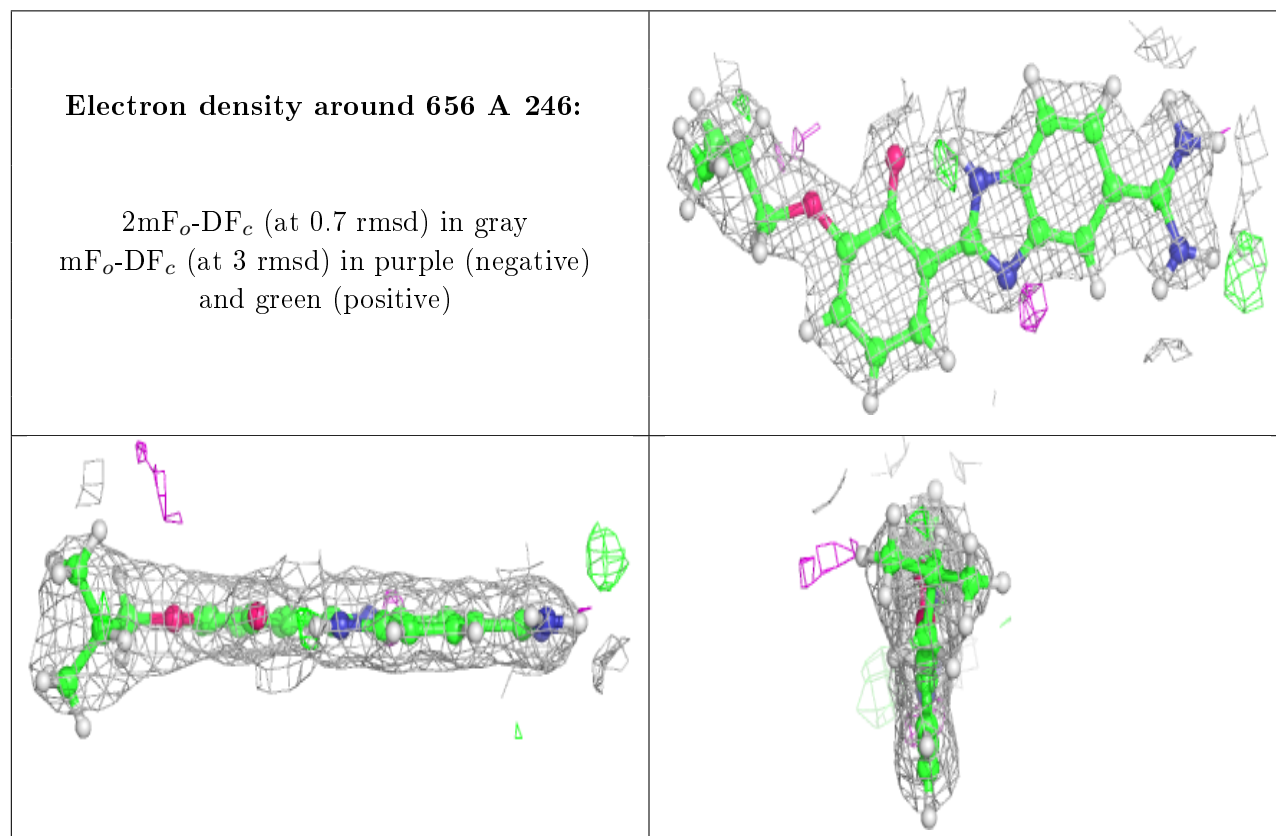 Electron density around 656 A 246:
2mFₒ-DF𝒸 (at 0.7 rmsd) in gray
mFₒ-DF𝒸 (at 3 rmsd) in purple (negative)
and green (positive)